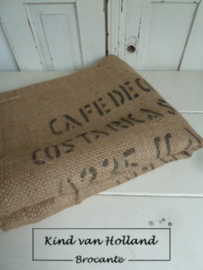 CAFE DE C
COSTA RICA S
Kind van Holland
Brocante